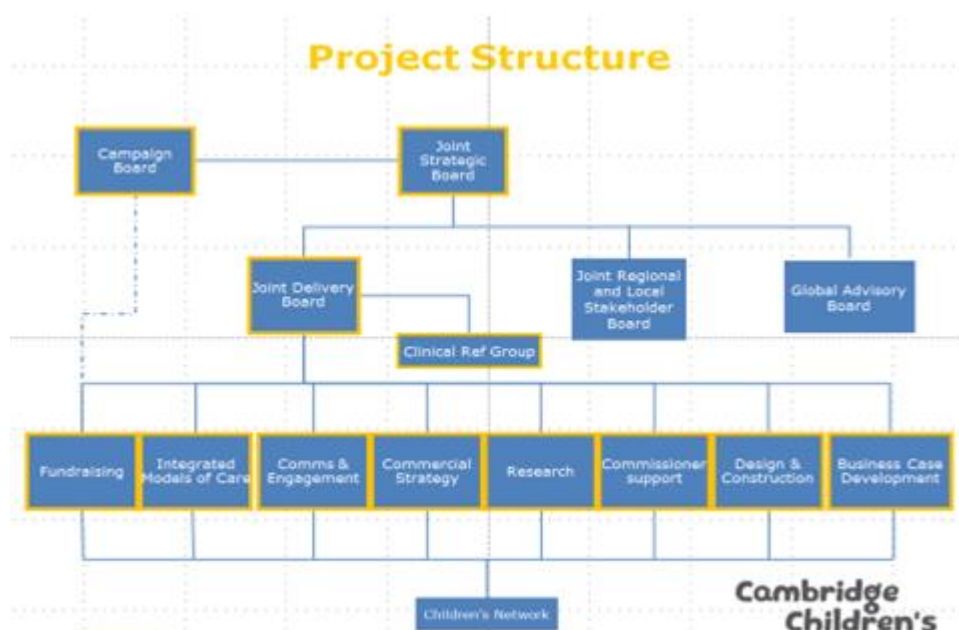 Project Structure
Campaign
Board
Joint
Strategic
Board
Joint Delivery
Board
Joint Regional
and Local
Stakeholder
Board
Global Advisory
Board
Clinical Ref Group
Fundraising
Integrated
Models of Care
Comms &
Engagement
Commercial
Strategy
Research
Commissioner
support
Design &
Construction
Business Case
Development
Children's Network
Cambridge
Children's